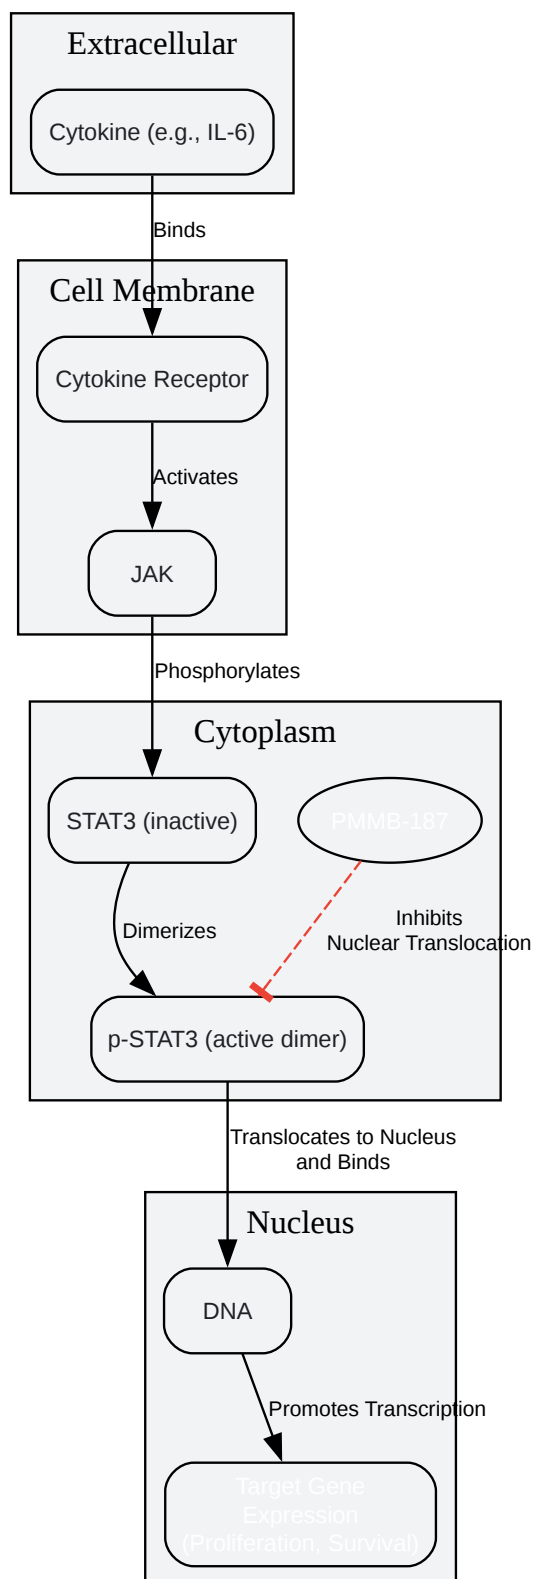 Extracellular
Cytokine (e.g., IL-6)
Binds
Cell Membrane
Cytokine Receptor
Activates
JAK
Phosphorylates
Cytoplasm
STAT3 (inactive)
PMMB-187
Dimerizes
Inhibits
Nuclear Translocation
p-STAT3 (active dimer)
Translocates to Nucleus
and Binds
Nucleus
DNA
Promotes Transcription
Target Gene
Expression
(Proliferation, Survival)